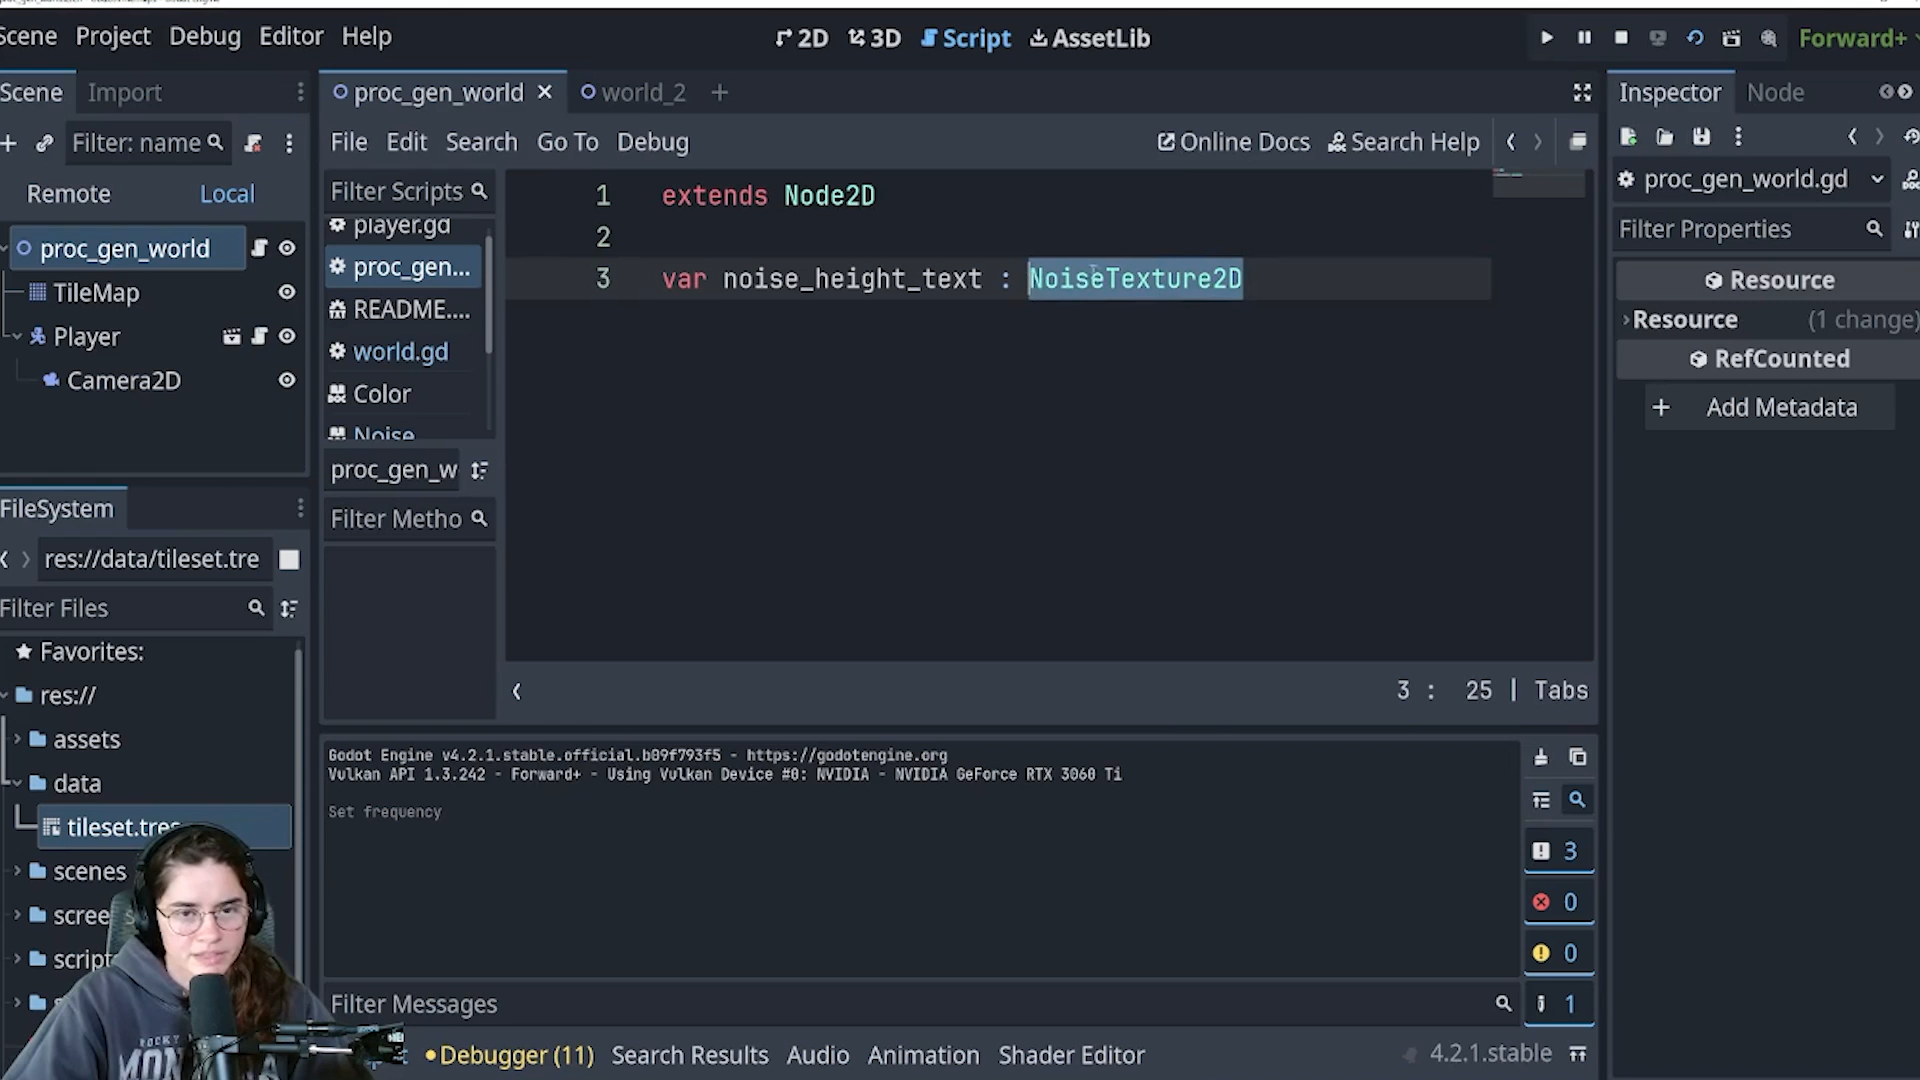 Scene Project Debug Editor Help
2D 3D Script AssetLib
Forward+
Scene Import
proc_gen_world
world_2
Inspector Node
Filter: name
File Edit Search Go To Debug
Online Docs Search Help
Remote Local
Filter Scripts
proc_gen_world.gd
proc_gen_world
player.gd
proc_gen...
README....
world.gd
Color
Noise
1 extends Node2D
2
3 var noise_height_text : NoiseTexture2D
Filter Properties
Resource
Resource (1 change)
RefCounted
Add Metadata
TileMap
Player
Camera2D
proc_gen_w
Filter Metho
FileSystem
res://data/tileset.tre
Filter Files
Favorites:
res://
assets
data
tileset.tres
scenes
scree
script
3 : 25 | Tabs
Godot Engine v4.2.1.stable.official.b09f793f5 - https://godotengine.org
Vulkan API 1.3.242 - Forward+ - Using Vulkan Device #0: NVIDIA - NVIDIA GeForce RTX 3060 Ti
Set frequency
3
0
0
1
Filter Messages
Debugger (11) Search Results Audio Animation Shader Editor
4.2.1.stable
ROCKY